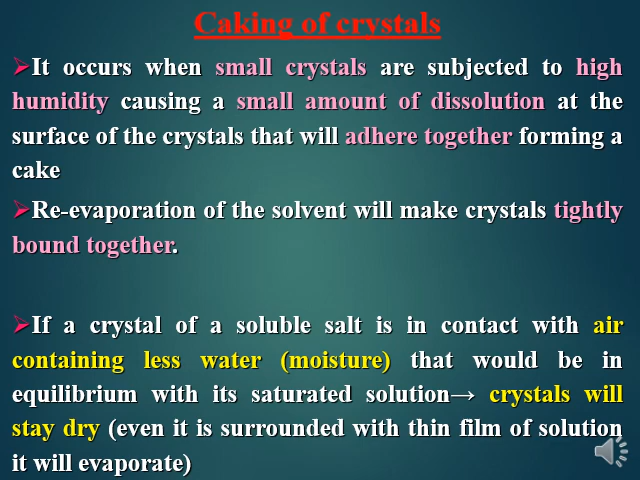 Caking of crystals
➢It occurs when small crystals are subjected to high
humidity causing a small amount of dissolution at the
surface of the crystals that will adhere together forming a
cake
➢Re-evaporation of the solvent will make crystals tightly
bound together.
➢If a crystal of a soluble salt is in contact with air
containing less water (moisture) that would be in
equilibrium with its saturated solution→ crystals will
stay dry (even it is surrounded with thin film of solution
it will evaporate)